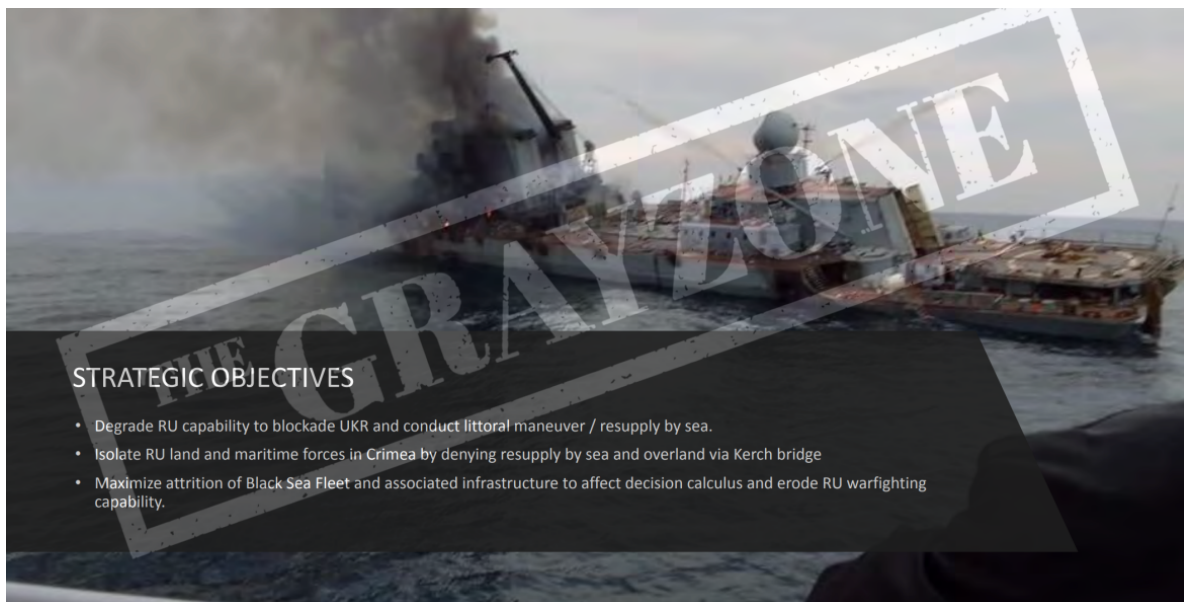 THE GRAYZONE
STRATEGIC OBJECTIVES
• Degrade RU capability to blockade UKR and conduct littoral maneuver / resupply by sea.
• Isolate RU land and maritime forces in Crimea by denying resupply by sea and overland via Kerch bridge
• Maximize attrition of Black Sea Fleet and associated infrastructure to affect decision calculus and erode RU warfighting
capability.